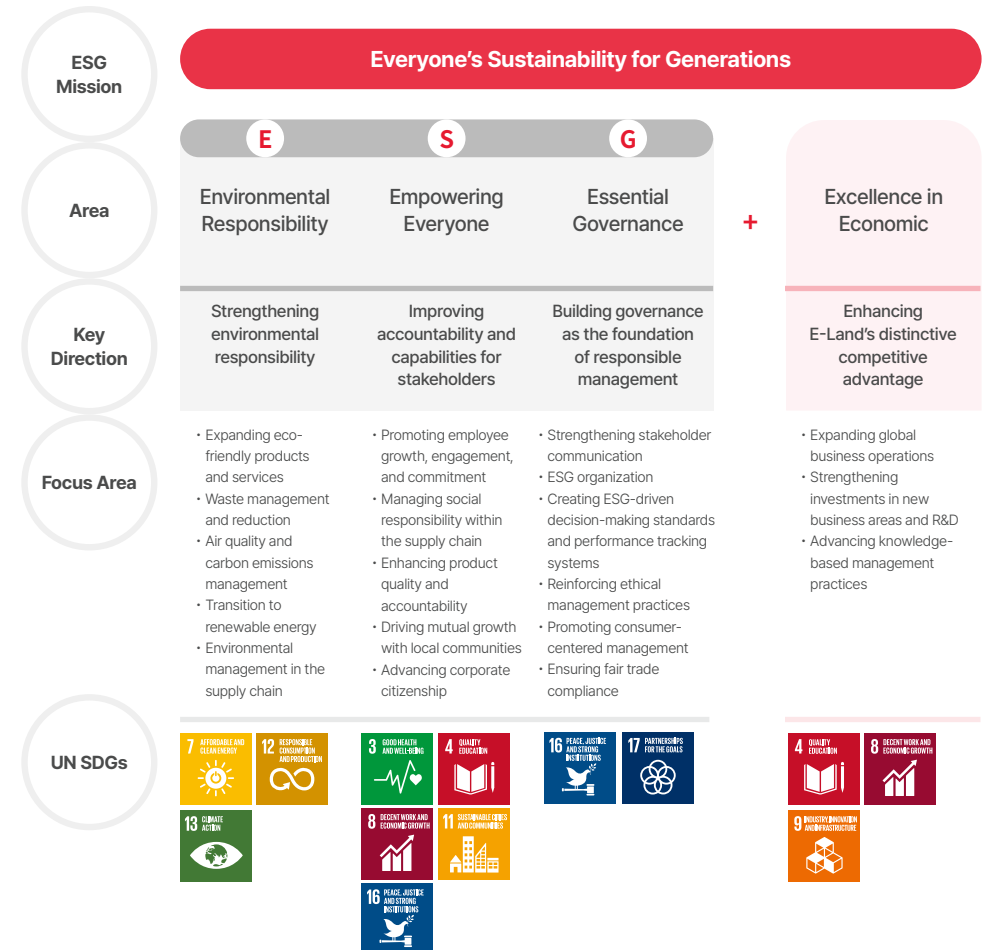 ESG
Mission
Everyone's Sustainability for Generations
E
S
G
Area
Environmental
Responsibility
Empowering
Everyone
Essential
Governance
+
Excellence in
Economic
Key
Direction
Strengthening
environmental
responsibility
Improving
accountability and
capabilities for
stakeholders
Building governance
as the foundation
of responsible
management
Enhancing
E-Land's distinctive
competitive
advantage
Focus Area
• Expanding eco-
friendly products
and services
• Waste management
and reduction
• Air quality and
carbon emissions
management
• Transition to
renewable energy
• Environmental
management in the
supply chain
• Promoting employee
growth, engagement,
and commitment
• Managing social
responsibility within
the supply chain
• Enhancing product
quality and
accountability
• Driving mutual growth
with local communities
• Advancing corporate
citizenship
• Strengthening stakeholder
communication
• ESG organization
• Creating ESG-driven
decision-making standards
and performance tracking
systems
• Reinforcing ethical
management practices
• Promoting consumer-
centered management
• Ensuring fair trade
compliance
• Expanding global
business operations
• Strengthening
investments in new
business areas and R&D
• Advancing knowledge-
based management
practices
UN SDGs
7 AFFORDABLE AND
CLEAN ENERGY
12 RESPONSIBLE
CONSUMPTION
AND PRODUCTION
13 CLIMATE
ACTION
3 GOOD HEALTH
AND WELL-BEING
4 QUALITY
EDUCATION
8 DECENT WORK AND
ECONOMIC GROWTH
11 SUSTAINABLE CITIES
AND COMMUNITIES
16 PEACE, JUSTICE
AND STRONG
INSTITUTIONS
16 PEACE, JUSTICE
AND STRONG
INSTITUTIONS
17 PARTNERSHIPS
FOR THE GOALS
4 QUALITY
EDUCATION
8 DECENT WORK AND
ECONOMIC GROWTH
9 INDUSTRY, INNOVATION
AND INFRASTRUCTURE